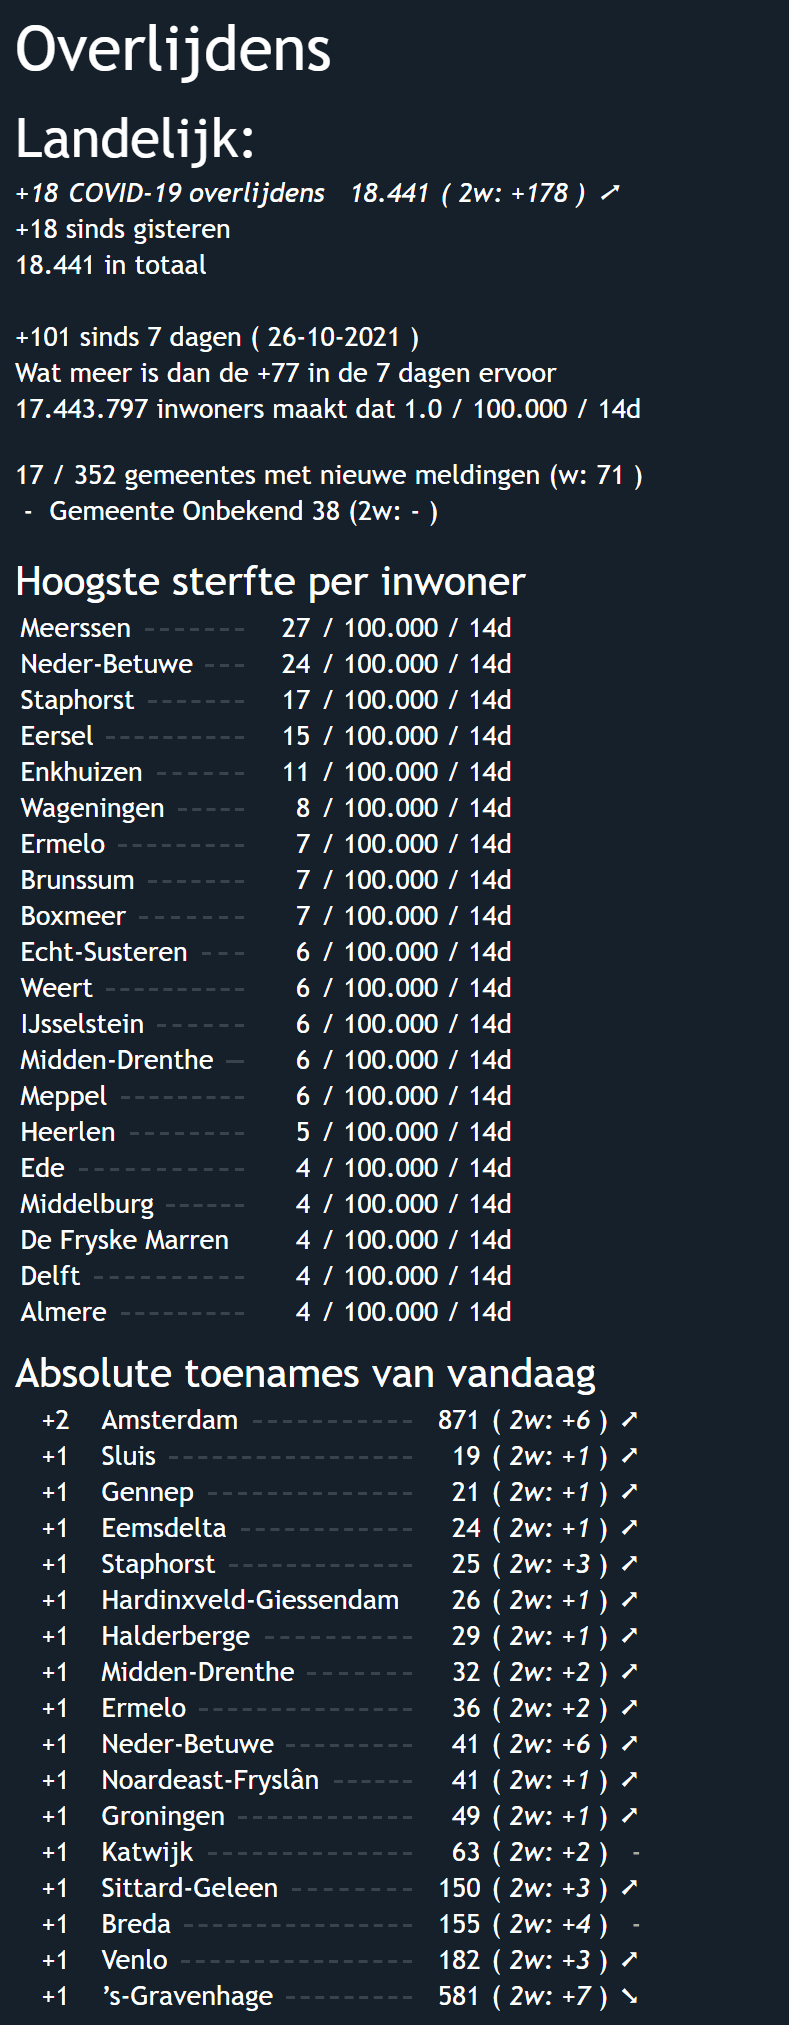 Overlijdens
Landelijk:
+18 COVID-19 overlijdens 18.441 ( 2w: +178 ) ➚
+18 sinds gisteren
18.441 in totaal
+101 sinds 7 dagen ( 26-10-2021 )
Wat meer is dan de +77 in de 7 dagen ervoor
17.443.797 inwoners maakt dat 1.0 / 100.000 / 14d
17 / 352 gemeentes met nieuwe meldingen (w: 71 )
- Gemeente Onbekend 38 (2w: - )
Hoogste sterfte per inwoner
Meerssen ------- 27 / 100.000 / 14d
Neder-Betuwe --- 24 / 100.000 / 14d
Staphorst ------- 17 / 100.000 / 14d
Eersel ---------- 15 / 100.000 / 14d
Enkhuizen ------ 11 / 100.000 / 14d
Wageningen ----- 8 / 100.000 / 14d
Ermelo --------- 7 / 100.000 / 14d
Brunssum ------- 7 / 100.000 / 14d
Boxmeer -------- 7 / 100.000 / 14d
Echt-Susteren --- 6 / 100.000 / 14d
Weert ---------- 6 / 100.000 / 14d
IJsselstein ------ 6 / 100.000 / 14d
Midden-Drenthe — 6 / 100.000 / 14d
Meppel --------- 6 / 100.000 / 14d
Heerlen -------- 5 / 100.000 / 14d
Ede ------------ 4 / 100.000 / 14d
Middelburg ------ 4 / 100.000 / 14d
De Fryske Marren 4 / 100.000 / 14d
Delft ----------- 4 / 100.000 / 14d
Almere --------- 4 / 100.000 / 14d
Absolute toenames van vandaag
+2 Amsterdam ----------- 871 ( 2w: +6 ) ➚
+1 Sluis ----------------- 19 ( 2w: +1 ) ➚
+1 Gennep -------------- 21 ( 2w: +1 ) ➚
+1 Eemsdelta ------------ 24 ( 2w: +1 ) ➚
+1 Staphorst ------------- 25 ( 2w: +3 ) ➚
+1 Hardinxveld-Giessendam 26 ( 2w: +1 ) ➚
+1 Halderberge ---------- 29 ( 2w: +1 ) ➚
+1 Midden-Drenthe ------- 32 ( 2w: +2 ) ➚
+1 Ermelo --------------- 36 ( 2w: +2 ) ➚
+1 Neder-Betuwe --------- 41 ( 2w: +6 ) ➚
+1 Noardeast-Fryslân ------ 41 ( 2w: +1 ) ➚
+1 Groningen ------------ 49 ( 2w: +1 ) ➚
+1 Katwijk -------------- 63 ( 2w: +2 ) -
+1 Sittard-Geleen -------- 150 ( 2w: +3 ) ➚
+1 Breda ---------------- 155 ( 2w: +4 ) -
+1 Venlo ---------------- 182 ( 2w: +3 ) ➚
+1 ’s-Gravenhage --------- 581 ( 2w: +7 ) ➘